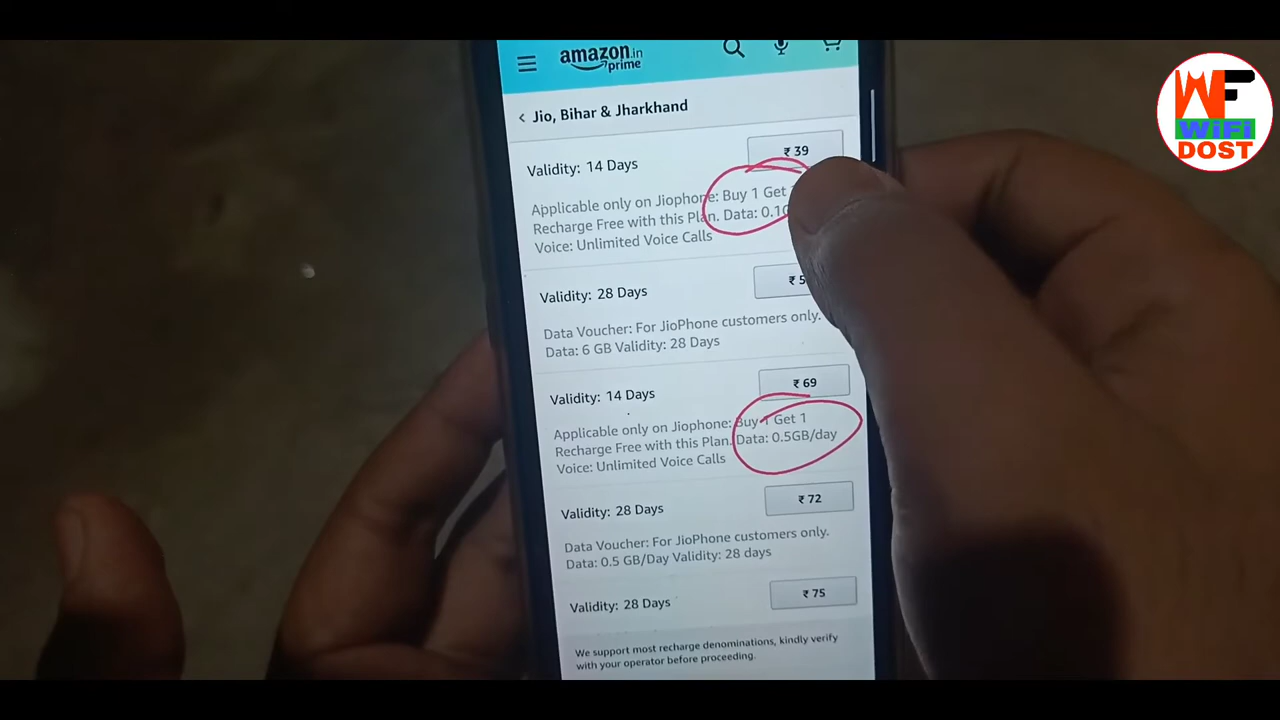 amazon.in
prime
WF
WiFi
DOST
< Jio, Bihar & Jharkhand
₹ 39
Validity: 14 Days
Applicable only on Jiophone: Buy 1 Get
Recharge Free with this Plan. Data:
Voice: Unlimited Voice Calls
Validity: 28 Days
Data Voucher: For JioPhone customers only.
Data: 6 GB Validity: 28 Days
₹ 69
Validity: 14 Days
Applicable only on Jiophone: Buy 1 Get 1
Recharge Free with this Plan. Data: 0.5GB/day
Voice: Unlimited Voice Calls
₹ 72
Validity: 28 Days
Data Voucher: For JioPhone customers only.
Data: 0.5 GB/Day Validity: 28 days
₹ 75
Validity: 28 Days
We support most recharge denominations, kindly verify
with your operator before proceeding.